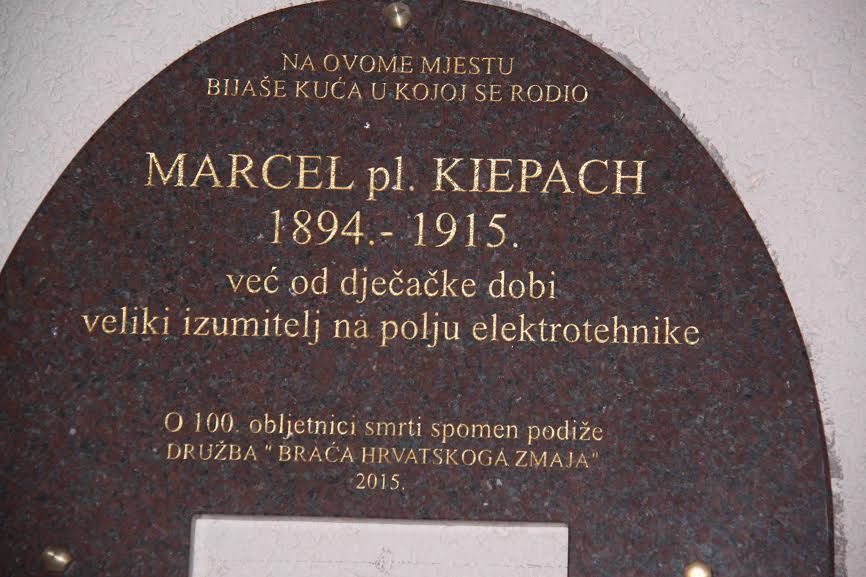 NA OVOME MJESTU
BIJAŠE KUĆA U KOJOJ SE RODIO
MARCEL pl. KIEPACH
1894.- 1915.
već od dječačke dobi
veliki izumitelj na polju elektrotehnike
O 100. obljetnici smrti spomen podiže
DRUŽBA "BRAĆA HRVATSKOGA ZMAJA"
2015.